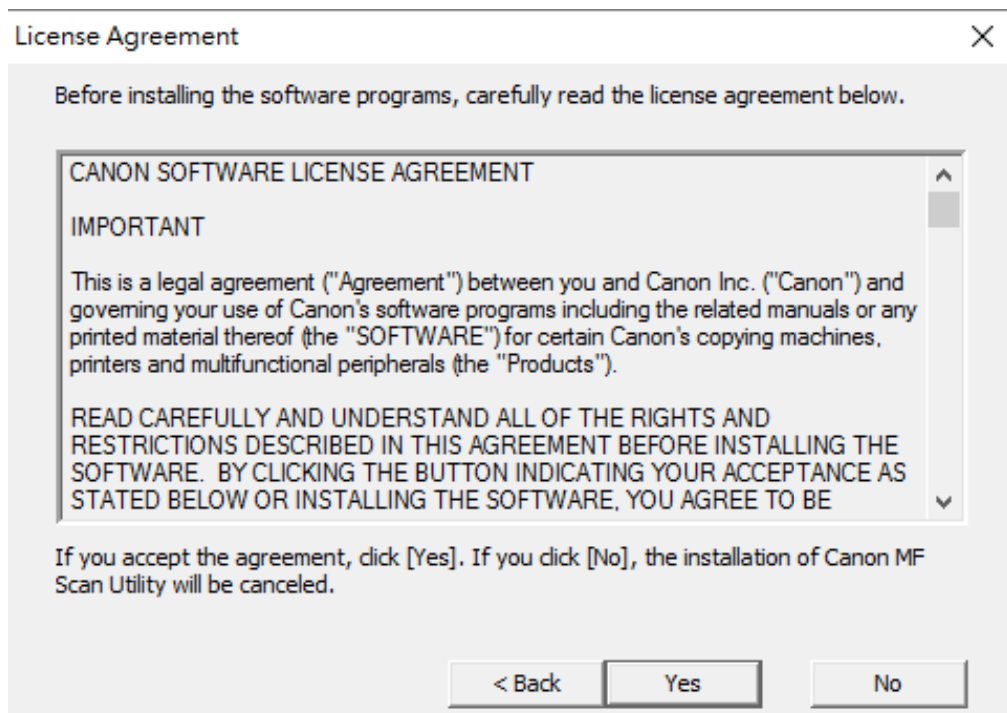 License Agreement
Before installing the software programs, carefully read the license agreement below.
CANON SOFTWARE LICENSE AGREEMENT
IMPORTANT
This is a legal agreement ("Agreement") between you and Canon Inc. ("Canon") and
governing your use of Canon's software programs including the related manuals or any
printed material thereof (the "SOFTWARE") for certain Canon's copying machines,
printers and multifunctional peripherals (the "Products").
READ CAREFULLY AND UNDERSTAND ALL OF THE RIGHTS AND
RESTRICTIONS DESCRIBED IN THIS AGREEMENT BEFORE INSTALLING THE
SOFTWARE.  BY CLICKING THE BUTTON INDICATING YOUR ACCEPTANCE AS
STATED BELOW OR INSTALLING THE SOFTWARE, YOU AGREE TO BE
If you accept the agreement, click [Yes]. If you click [No], the installation of Canon MF
Scan Utility will be canceled.
< Back
Yes
No